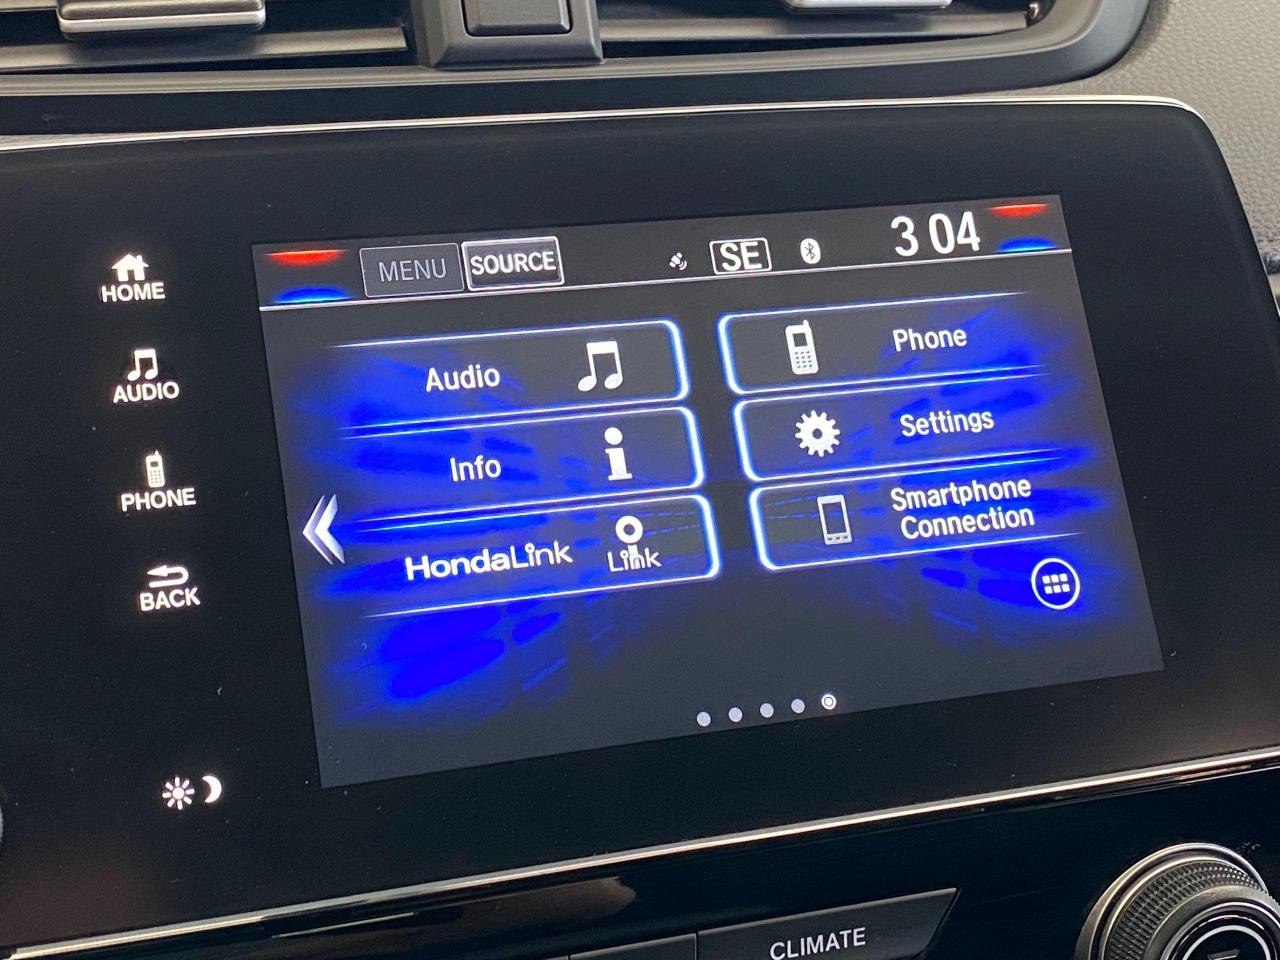 MENU
SOURCE
SE
3 04
HOME
AUDIO
PHONE
BACK
Audio
Phone
Info
Settings
HondaLink
Link
Smartphone
Connection
CLIMATE